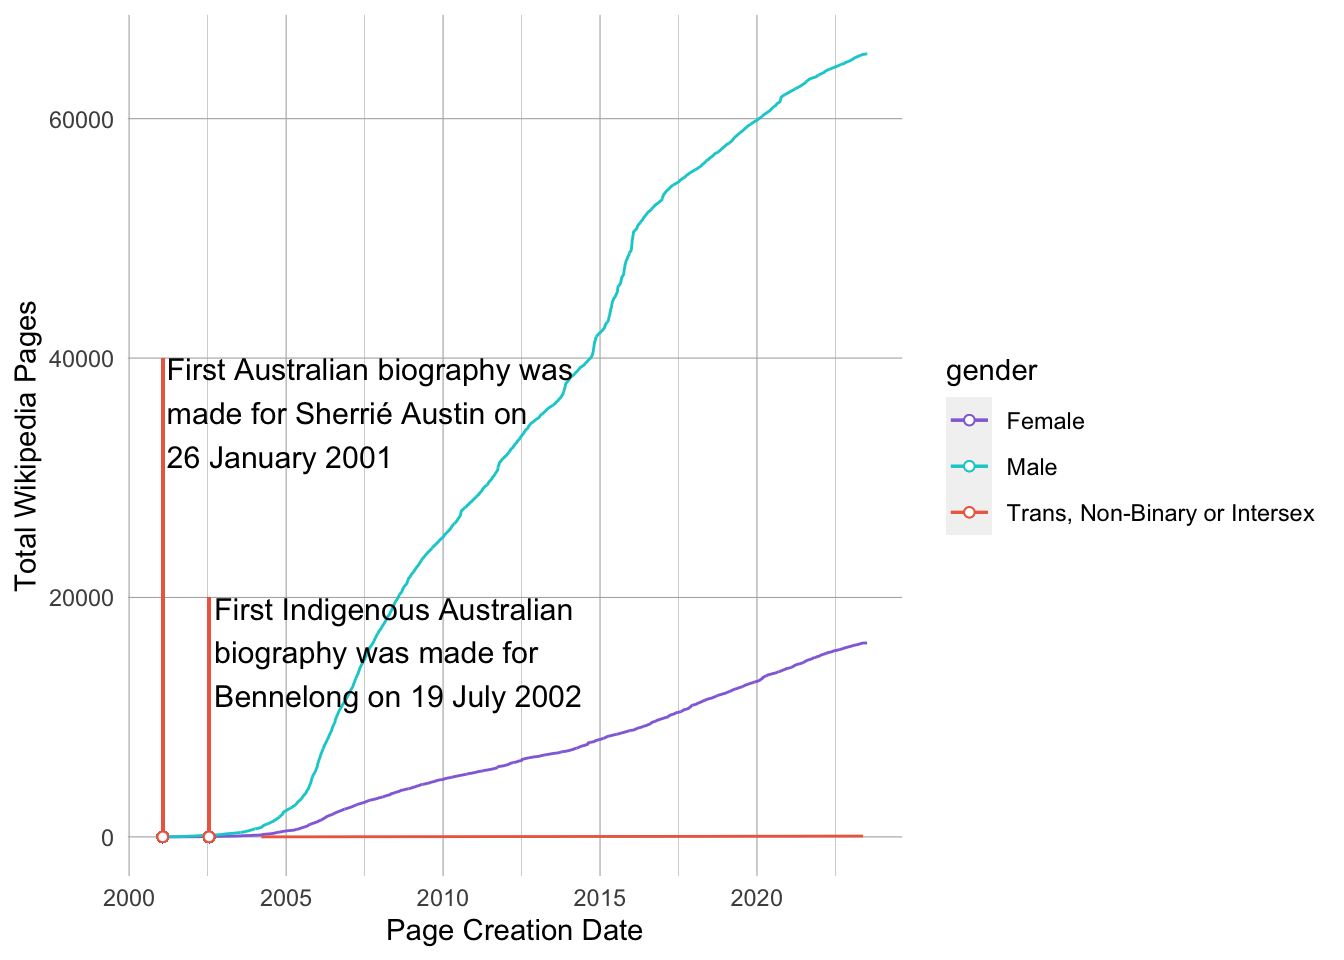 60000
40000
20000
0
Total Wikipedia Pages
First Australian biography was
made for Sherrié Austin on
26 January 2001
First Indigenous Australian
biography was made for
Bennelong on 19 July 2002
2000
2005
2010
2015
2020
Page Creation Date
gender
Female
Male
Trans, Non-Binary or Intersex